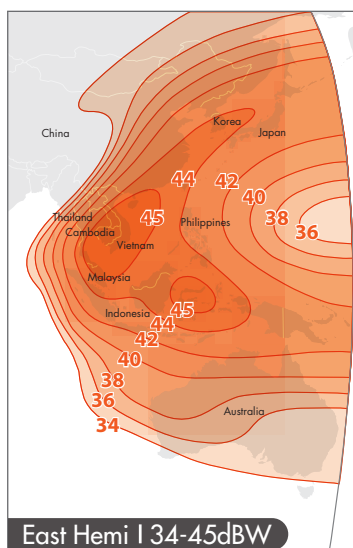 Korea
China
Japan
44
42
40
Thailand
45
Philippines
38
Cambodia
36
Vietnam
Malaysia
45
Indonesia
44
42
40
38
36
Australia
34
East Hemi I 34-45dBW